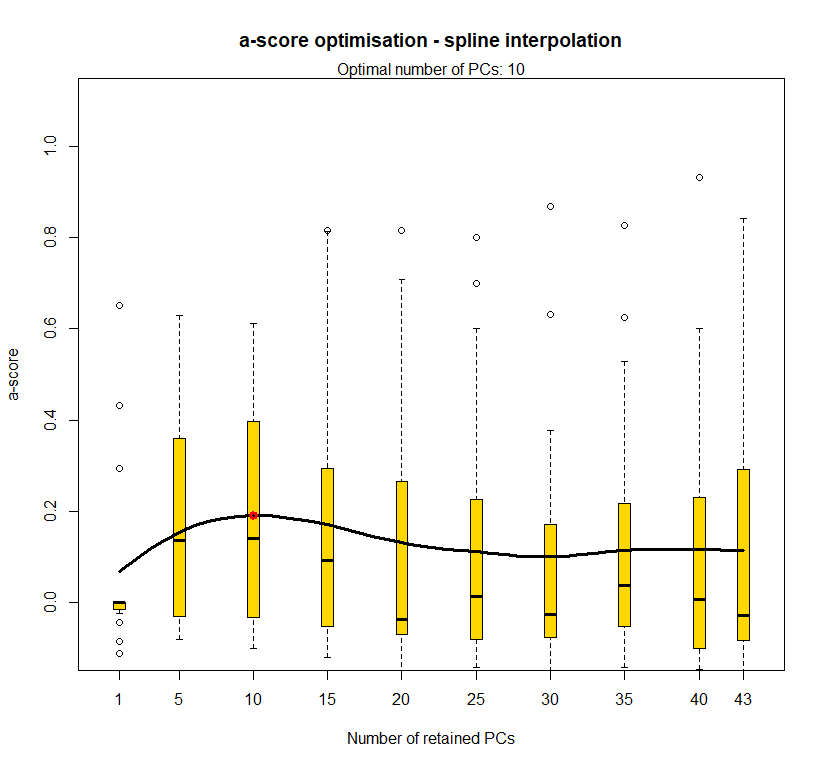 a-score optimisation - spline interpolation
Optimal number of PCs: 10
a-score
1.0
0.8
0.6
0.4
0.2
0.0
1 5 10 15 20 25 30 35 40 43
Number of retained PCs